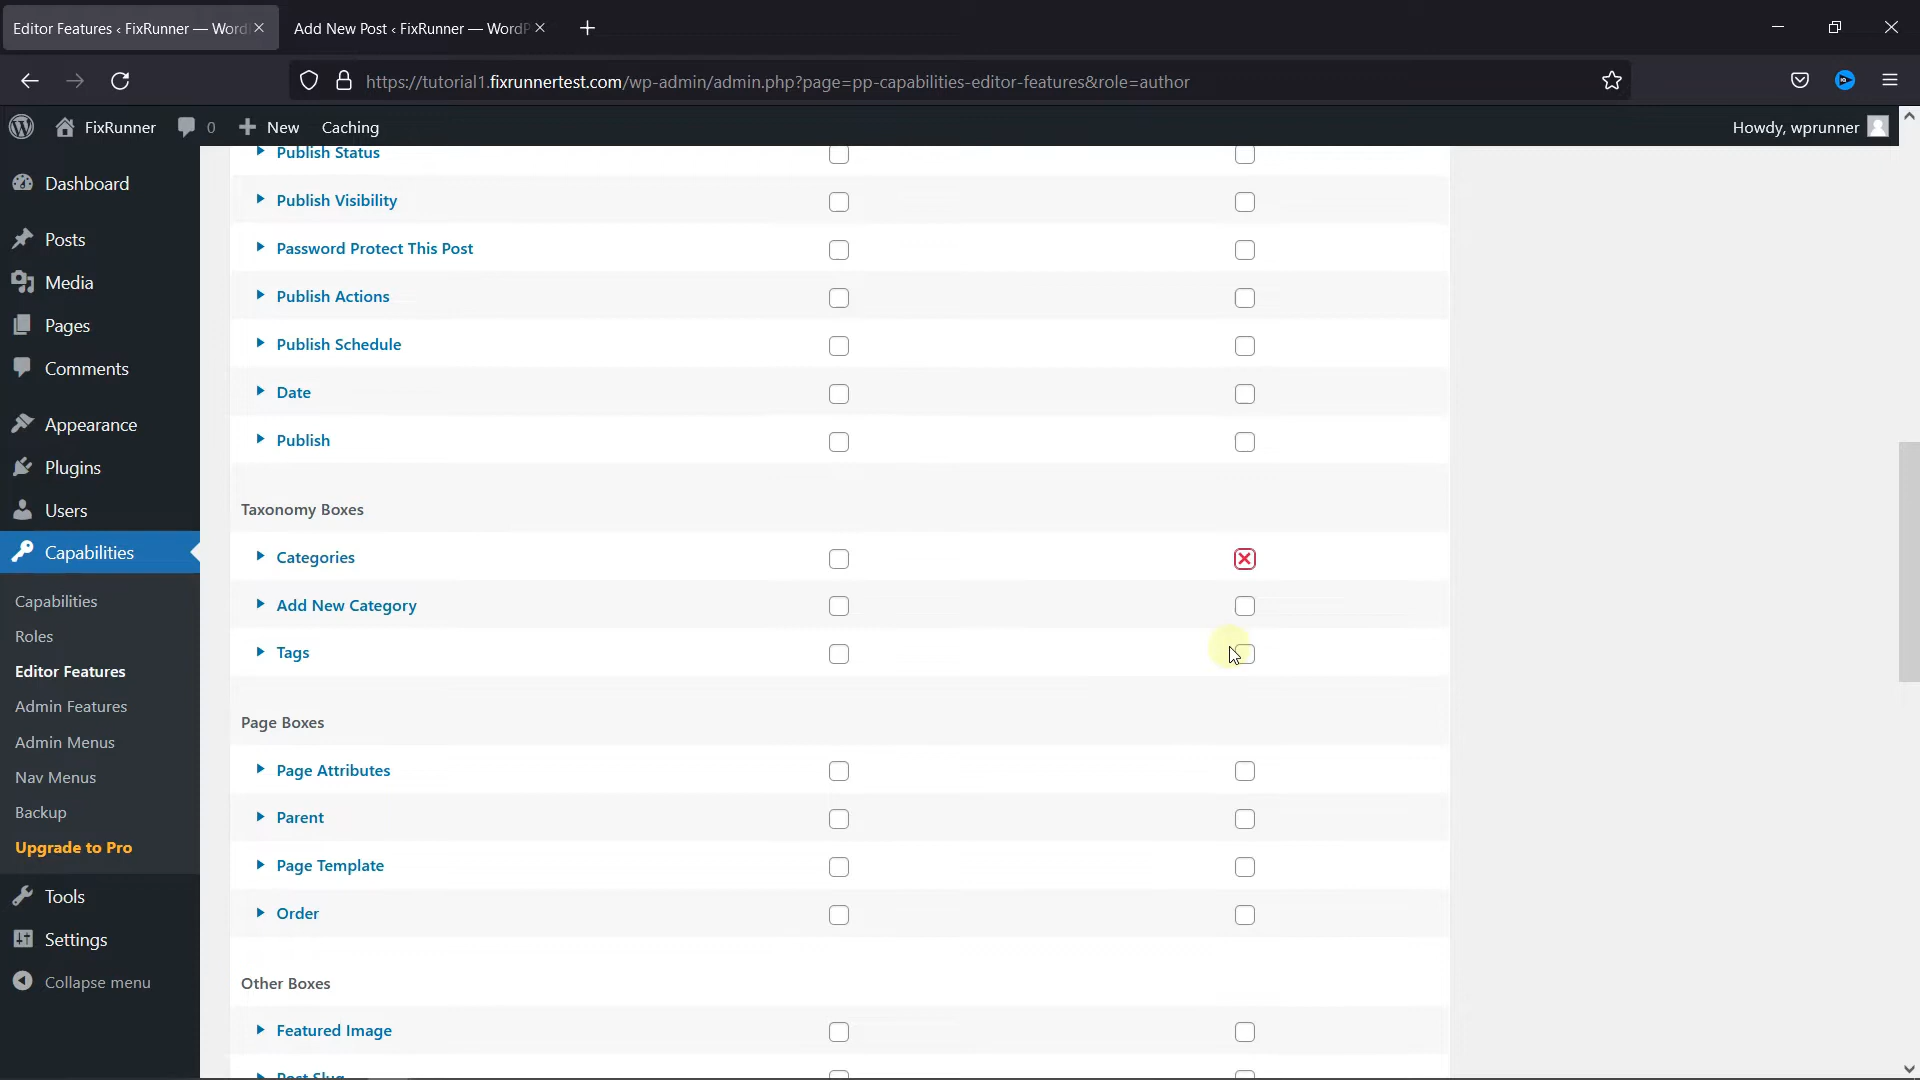 Editor Features ‹ FixRunner — Word
Add New Post ‹ FixRunner — WordP
https://tutorial1.fixrunnertest.com/wp-admin/admin.php?page=pp-capabilities-editor-features&role=author
FixRunner
0
New
Caching
Howdy, wprunner
Dashboard
Posts
Media
Pages
Comments
Appearance
Plugins
Users
Capabilities
Capabilities
Roles
Editor Features
Admin Features
Admin Menus
Nav Menus
Backup
Upgrade to Pro
Tools
Settings
Collapse menu
Publish Status
Publish Visibility
Password Protect This Post
Publish Actions
Publish Schedule
Date
Publish
Taxonomy Boxes
Categories
Add New Category
Tags
Page Boxes
Page Attributes
Parent
Page Template
Order
Other Boxes
Featured Image
Post Slug